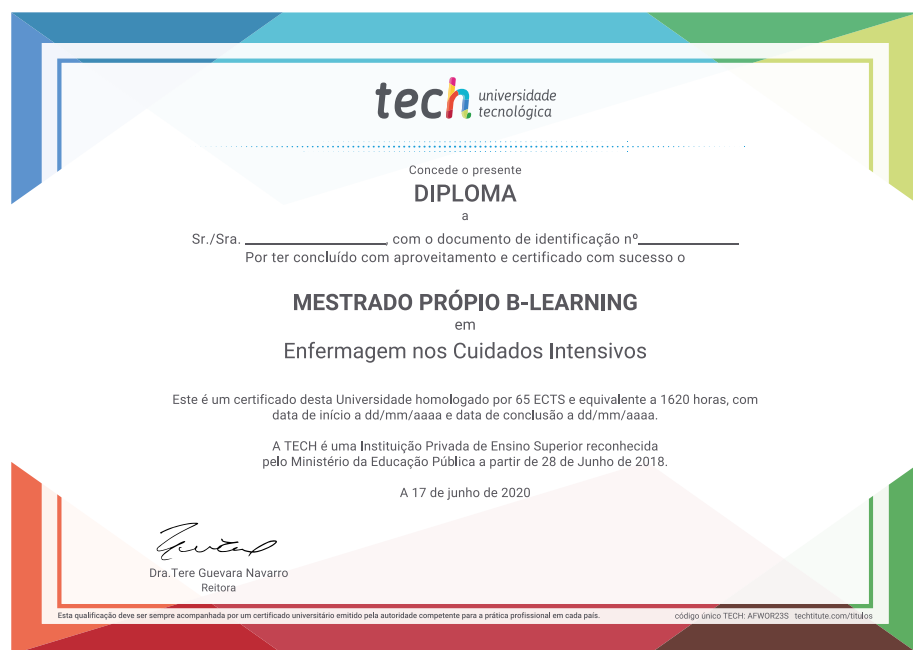 tech universidade
tecnológica
Concede o presente
DIPLOMA
a
Sr./Sra. ____________________, com o documento de identificação nº______________
Por ter concluído com aproveitamento e certificado com sucesso o
MESTRADO PRÓPIO B-LEARNING
em
Enfermagem nos Cuidados Intensivos
Este é um certificado desta Universidade homologado por 65 ECTS e equivalente a 1620 horas, com
data de início a dd/mm/aaaa e data de conclusão a dd/mm/aaaa.
A TECH é uma Instituição Privada de Ensino Superior reconhecida
pelo Ministério da Educação Pública a partir de 28 de Junho de 2018.
A 17 de junho de 2020
Dra.Tere Guevara Navarro
Reitora
Esta qualificação deve ser sempre acompanhada por um certificado universitário emitido pela autoridade competente para a prática profissional em cada país. código único TECH: AFWOR23S techtitute.com/titulos